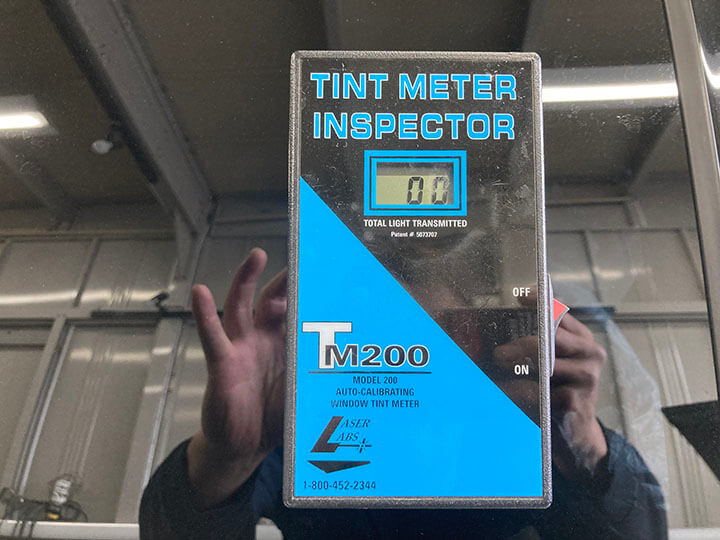 TINT METER
INSPECTOR
00
TOTAL LIGHT TRANSMITTED
Patent # 5073707
OFF
ON
TM200
MODEL 200
AUTO-CALIBRATING
WINDOW TINT METER
LASER
LABS
1-800-452-2344